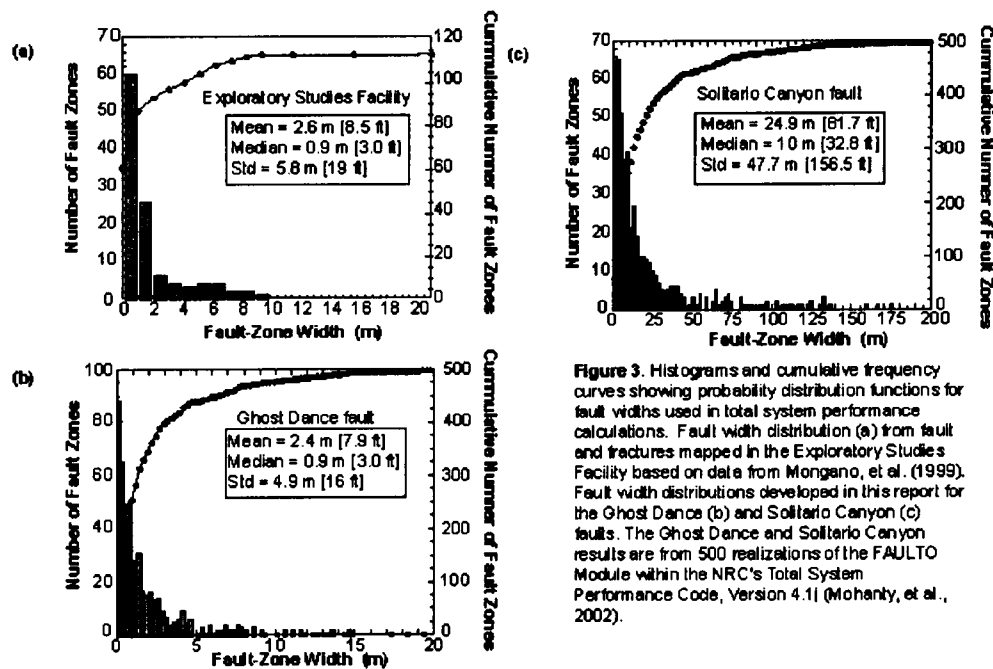 (a)
70
60
50
40
30
20
10
0
Number of Fault Zones
120
100
80
60
40
20
0
Cummulative Numner of Fault Zones
Exploratory Studies Facility
Mean = 2.6 m [8.5 ft]
Median = 0.9 m [3.0 ft]
Std = 5.8 m [19 ft]
0 2 4 6 8 10 12 14 16 18 20
Fault-Zone Width (m)
(b)
100
80
60
40
20
0
Number of Fault Zones
500
400
300
200
100
0
Cummulative Numner of Fault Zones
Ghost Dance fault
Mean = 2.4 m [7.9 ft]
Median = 0.9 m [3.0 ft]
Std = 4.9 m [16 ft]
0 5 10 15 20
Fault-Zone Width (m)
(c)
70
60
50
40
30
20
10
0
Number of Fault Zones
500
400
300
200
100
0
Cummulative Numner of Fault Zones
Solitario Canyon fault
Mean = 24.9 m [81.7 ft]
Median = 10 m [32.8 ft]
Std = 47.7 m [156.5 ft]
0 25 50 75 100 125 150 175 200
Fault-Zone Width (m)
Figure 3. Histograms and cumulative frequency
curves showing probability distribution functions for
fault widths used in total system performance
calculations. Fault width distribution (a) from fault
and fractures mapped in the Exploratory Studies
Facility based on data from Mongano, et al. (1999).
Fault width distributions developed in this report for
the Ghost Dance (b) and Solitario Canyon (c)
faults. The Ghost Dance and Solitario Canyon
results are from 500 realizations of the FAULTO
Module within the NRC's Total System
Performance Code, Version 4.1| (Mohanty, et al.,
2002).